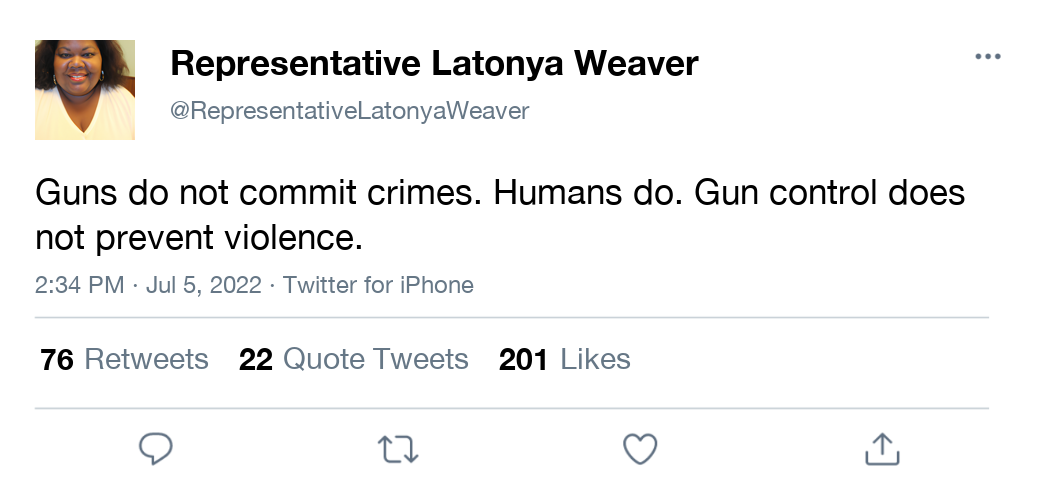 Representative Latonya Weaver
@RepresentativeLatonyaWeaver
Guns do not commit crimes. Humans do. Gun control does
not prevent violence.
2:34 PM · Jul 5, 2022 · Twitter for iPhone
76 Retweets 22 Quote Tweets 201 Likes